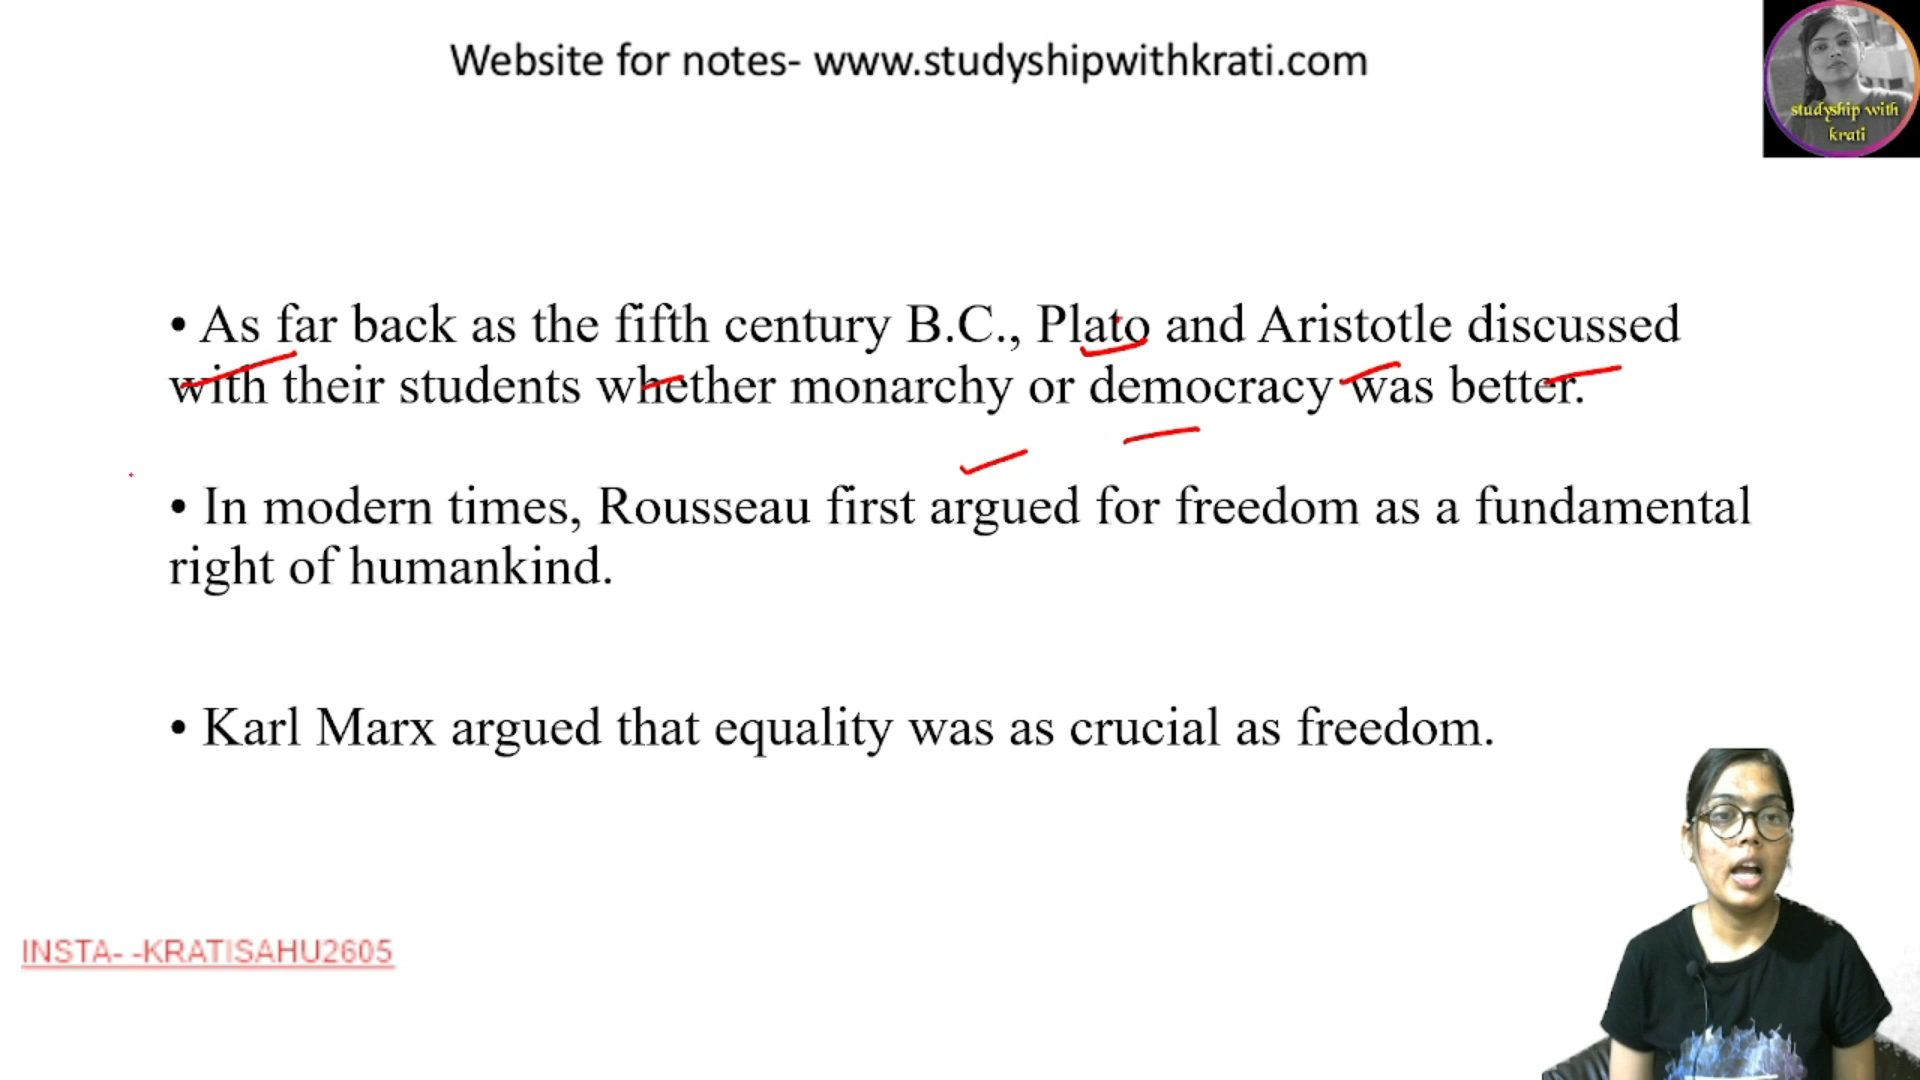 Website for notes- www.studyshipwithkrati.com
studyship with
krati
• As far back as the fifth century B.C., Plato and Aristotle discussed
with their students whether monarchy or democracy was better.
• In modern times, Rousseau first argued for freedom as a fundamental
right of humankind.
• Karl Marx argued that equality was as crucial as freedom.
INSTA- -KRATISAHU2605